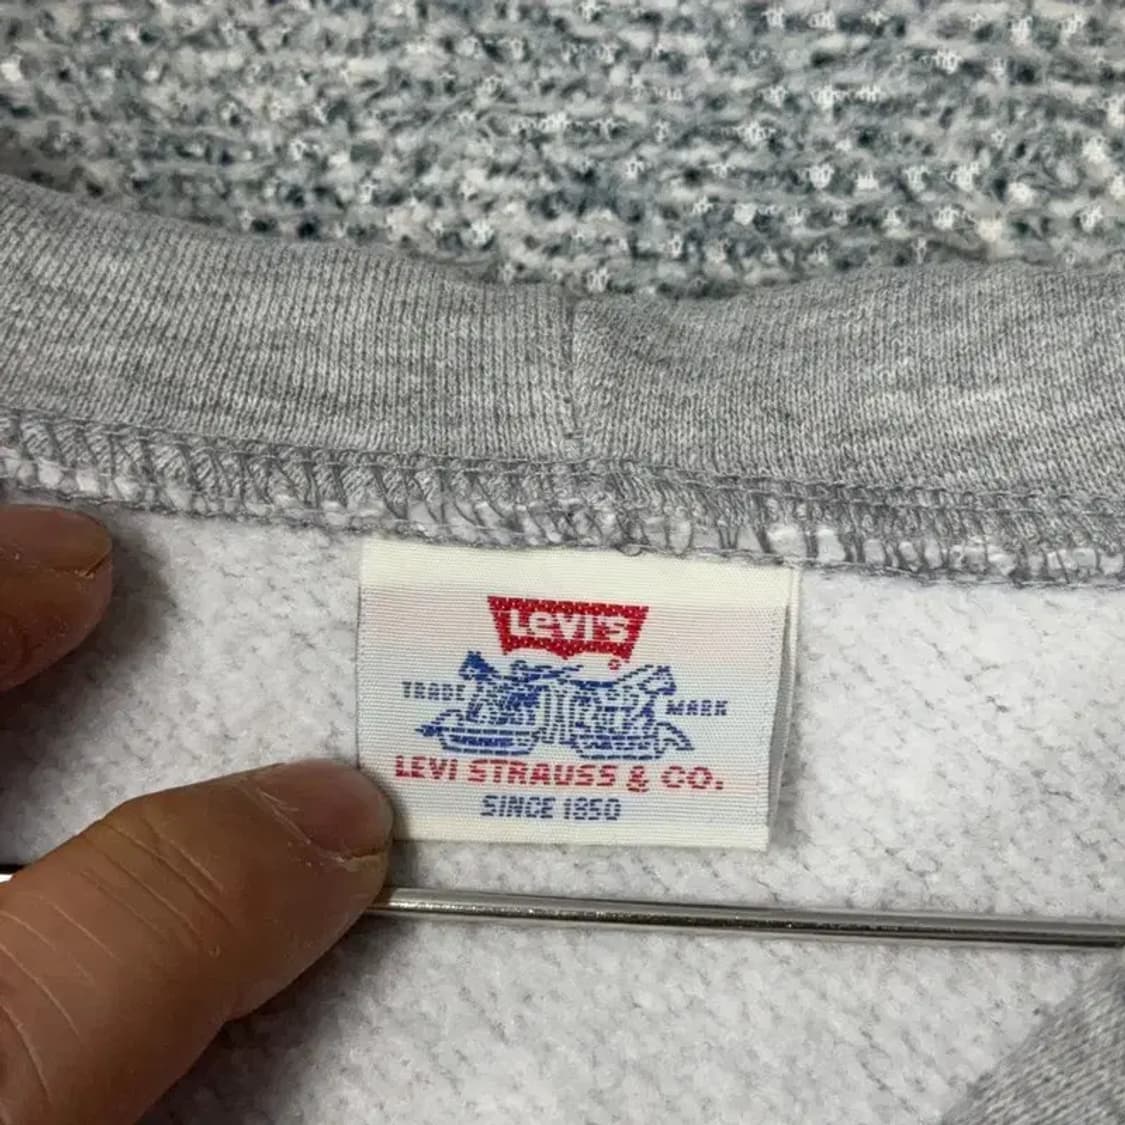 LEVI'S
®
TRADE MARK
LEVI STRAUSS & CO.
SINCE 1850